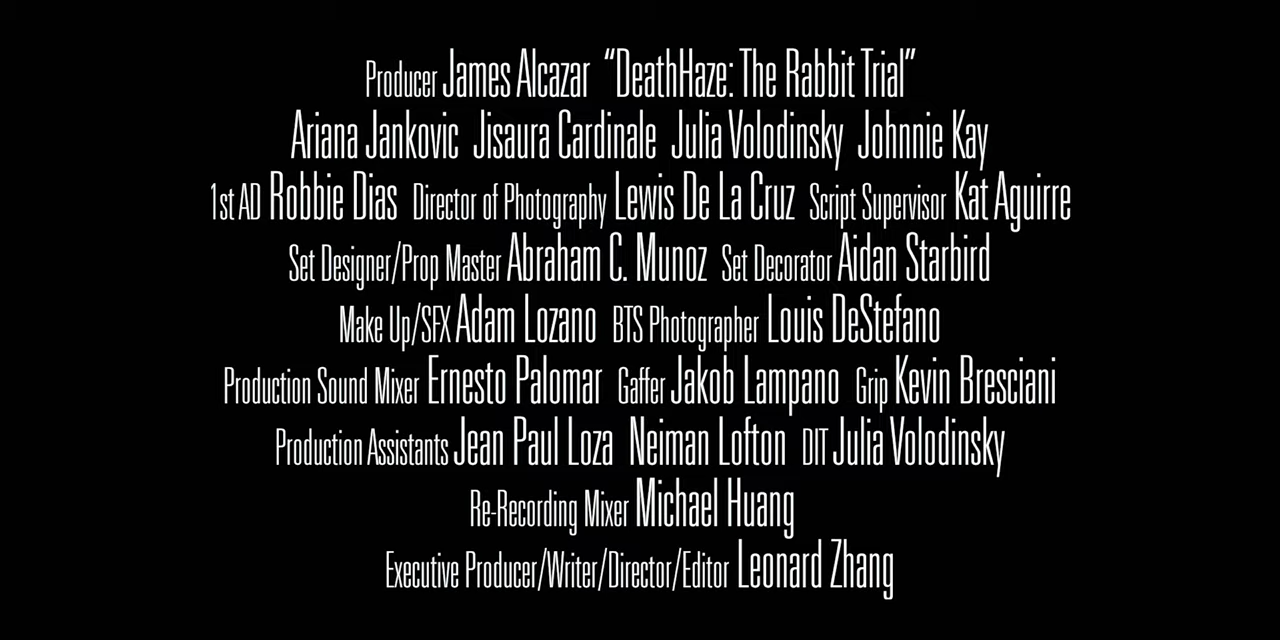 Producer James Alcazar “DeathHaze: The Rabbit Trial”
Ariana Jankovic Jisaura Cardinale Julia Volodinsky Johnnie Kay
1st AD Robbie Dias Director of Photography Lewis De La Cruz Script Supervisor Kat Aguirre
Set Designer/Prop Master Abraham C. Munoz Set Decorator Aidan Starbird
Make Up/SFX Adam Lozano BTS Photographer Louis DeStefano
Production Sound Mixer Ernesto Palomar Gaffer Jakob Lampano Grip Kevin Bresciani
Production Assistants Jean Paul Loza Neiman Lofton DIT Julia Volodinsky
Re-Recording Mixer Michael Huang
Executive Producer/Writer/Director/Editor Leonard Zhang